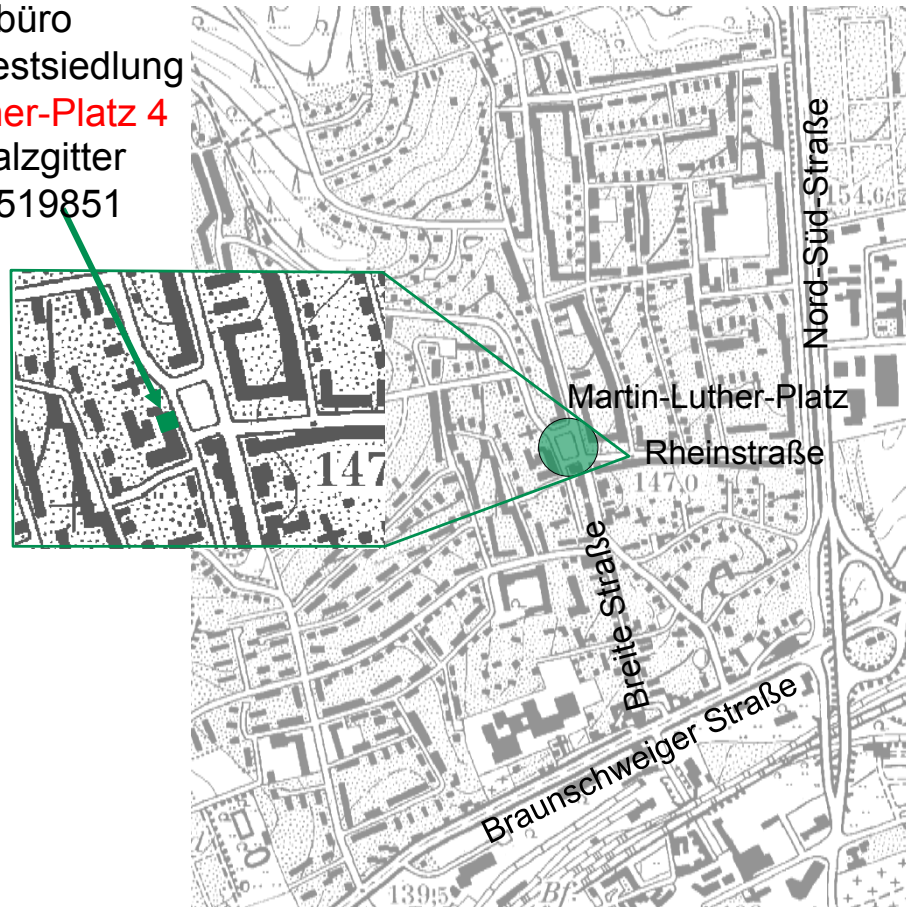 büro
estsiedlung
er-Platz 4
alzgitter
519851
Nord-Süd-Straße
154,6
Martin-Luther-Platz
Rheinstraße
147,0
147
Breite Straße
Braunschweiger Straße
139,5
Bf.